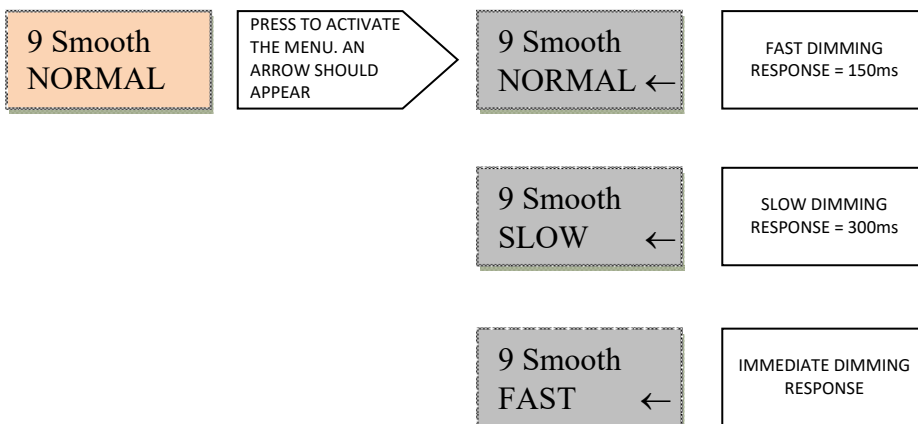 9 Smooth
NORMAL
PRESS TO ACTIVATE
THE MENU. AN
ARROW SHOULD
APPEAR
9 Smooth
NORMAL ←
FAST DIMMING
RESPONSE = 150ms
9 Smooth
SLOW ←
SLOW DIMMING
RESPONSE = 300ms
9 Smooth
FAST ←
IMMEDIATE DIMMING
RESPONSE